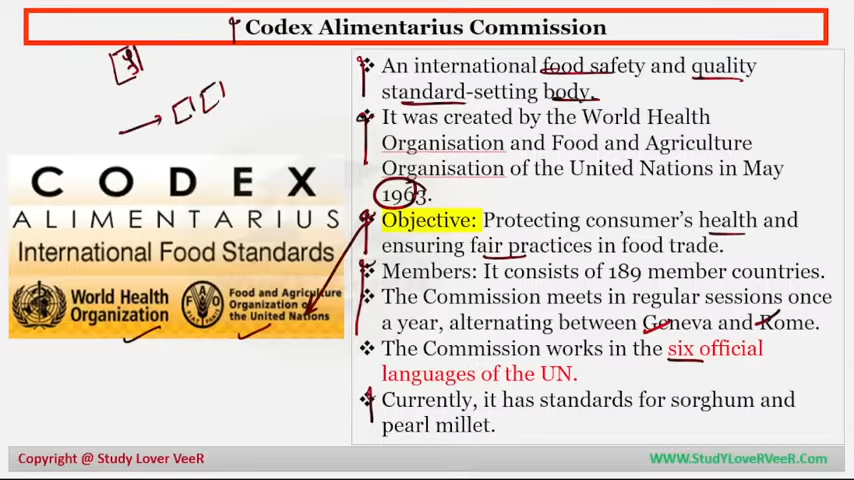 Codex Alimentarius Commission
❖ An international food safety and quality
standard-setting body.
❖ It was created by the World Health
Organisation and Food and Agriculture
Organisation of the United Nations in May
1963.
❖ Objective: Protecting consumer's health and
ensuring fair practices in food trade.
❖ Members: It consists of 189 member countries.
❖ The Commission meets in regular sessions once
a year, alternating between Geneva and Rome.
❖ The Commission works in the six official
languages of the UN.
❖ Currently, it has standards for sorghum and
pearl millet.
CODEX
ALIMENTARIUS
International Food Standards
World Health
Organization
Food and Agriculture
Organization of
the United Nations
Copyright @ Study Lover VeeR
WWW.StudyLoveRVeeR.Com